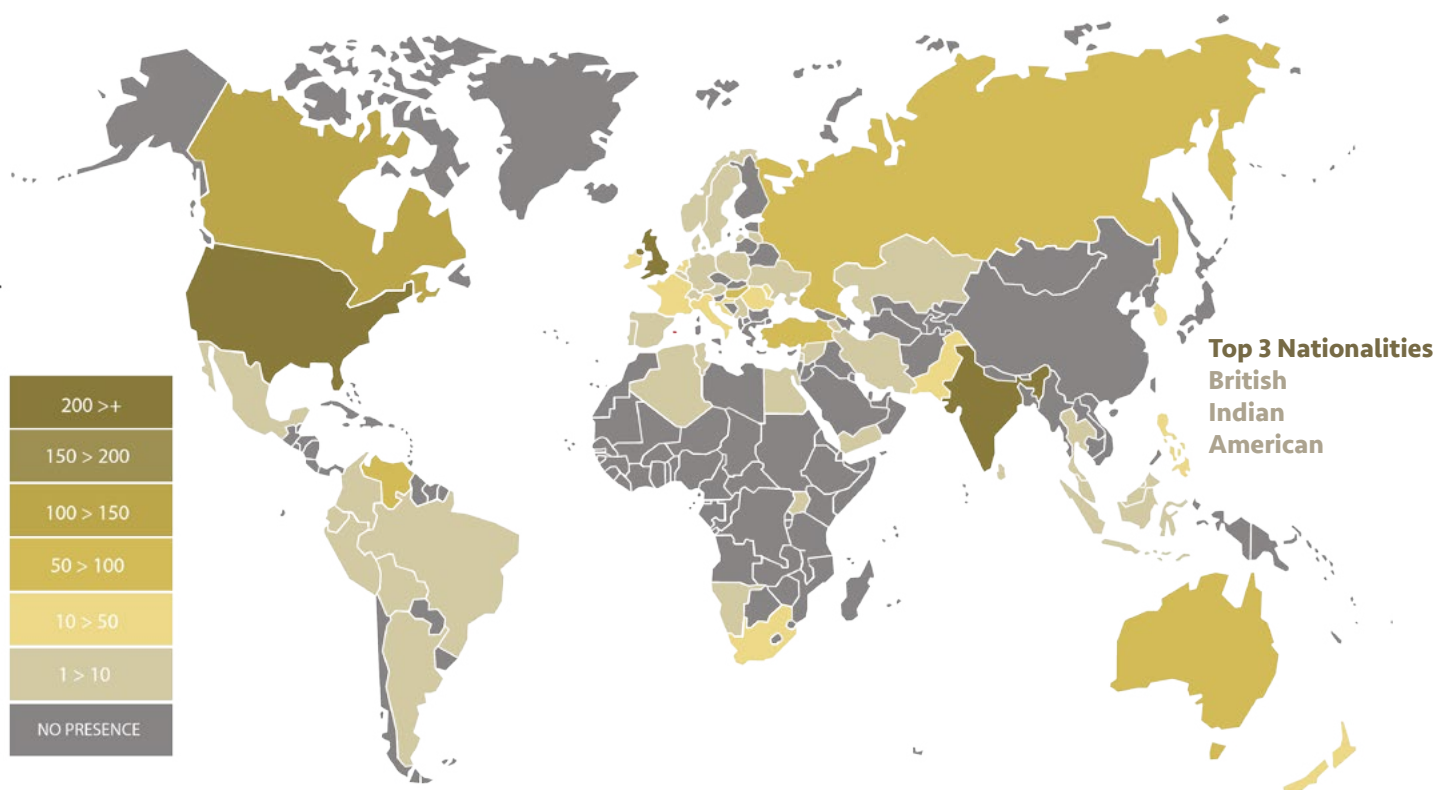 200 >+
150 > 200
100 > 150
50 > 100
10 > 50
1 > 10
NO PRESENCE
Top 3 Nationalities
British
Indian
American